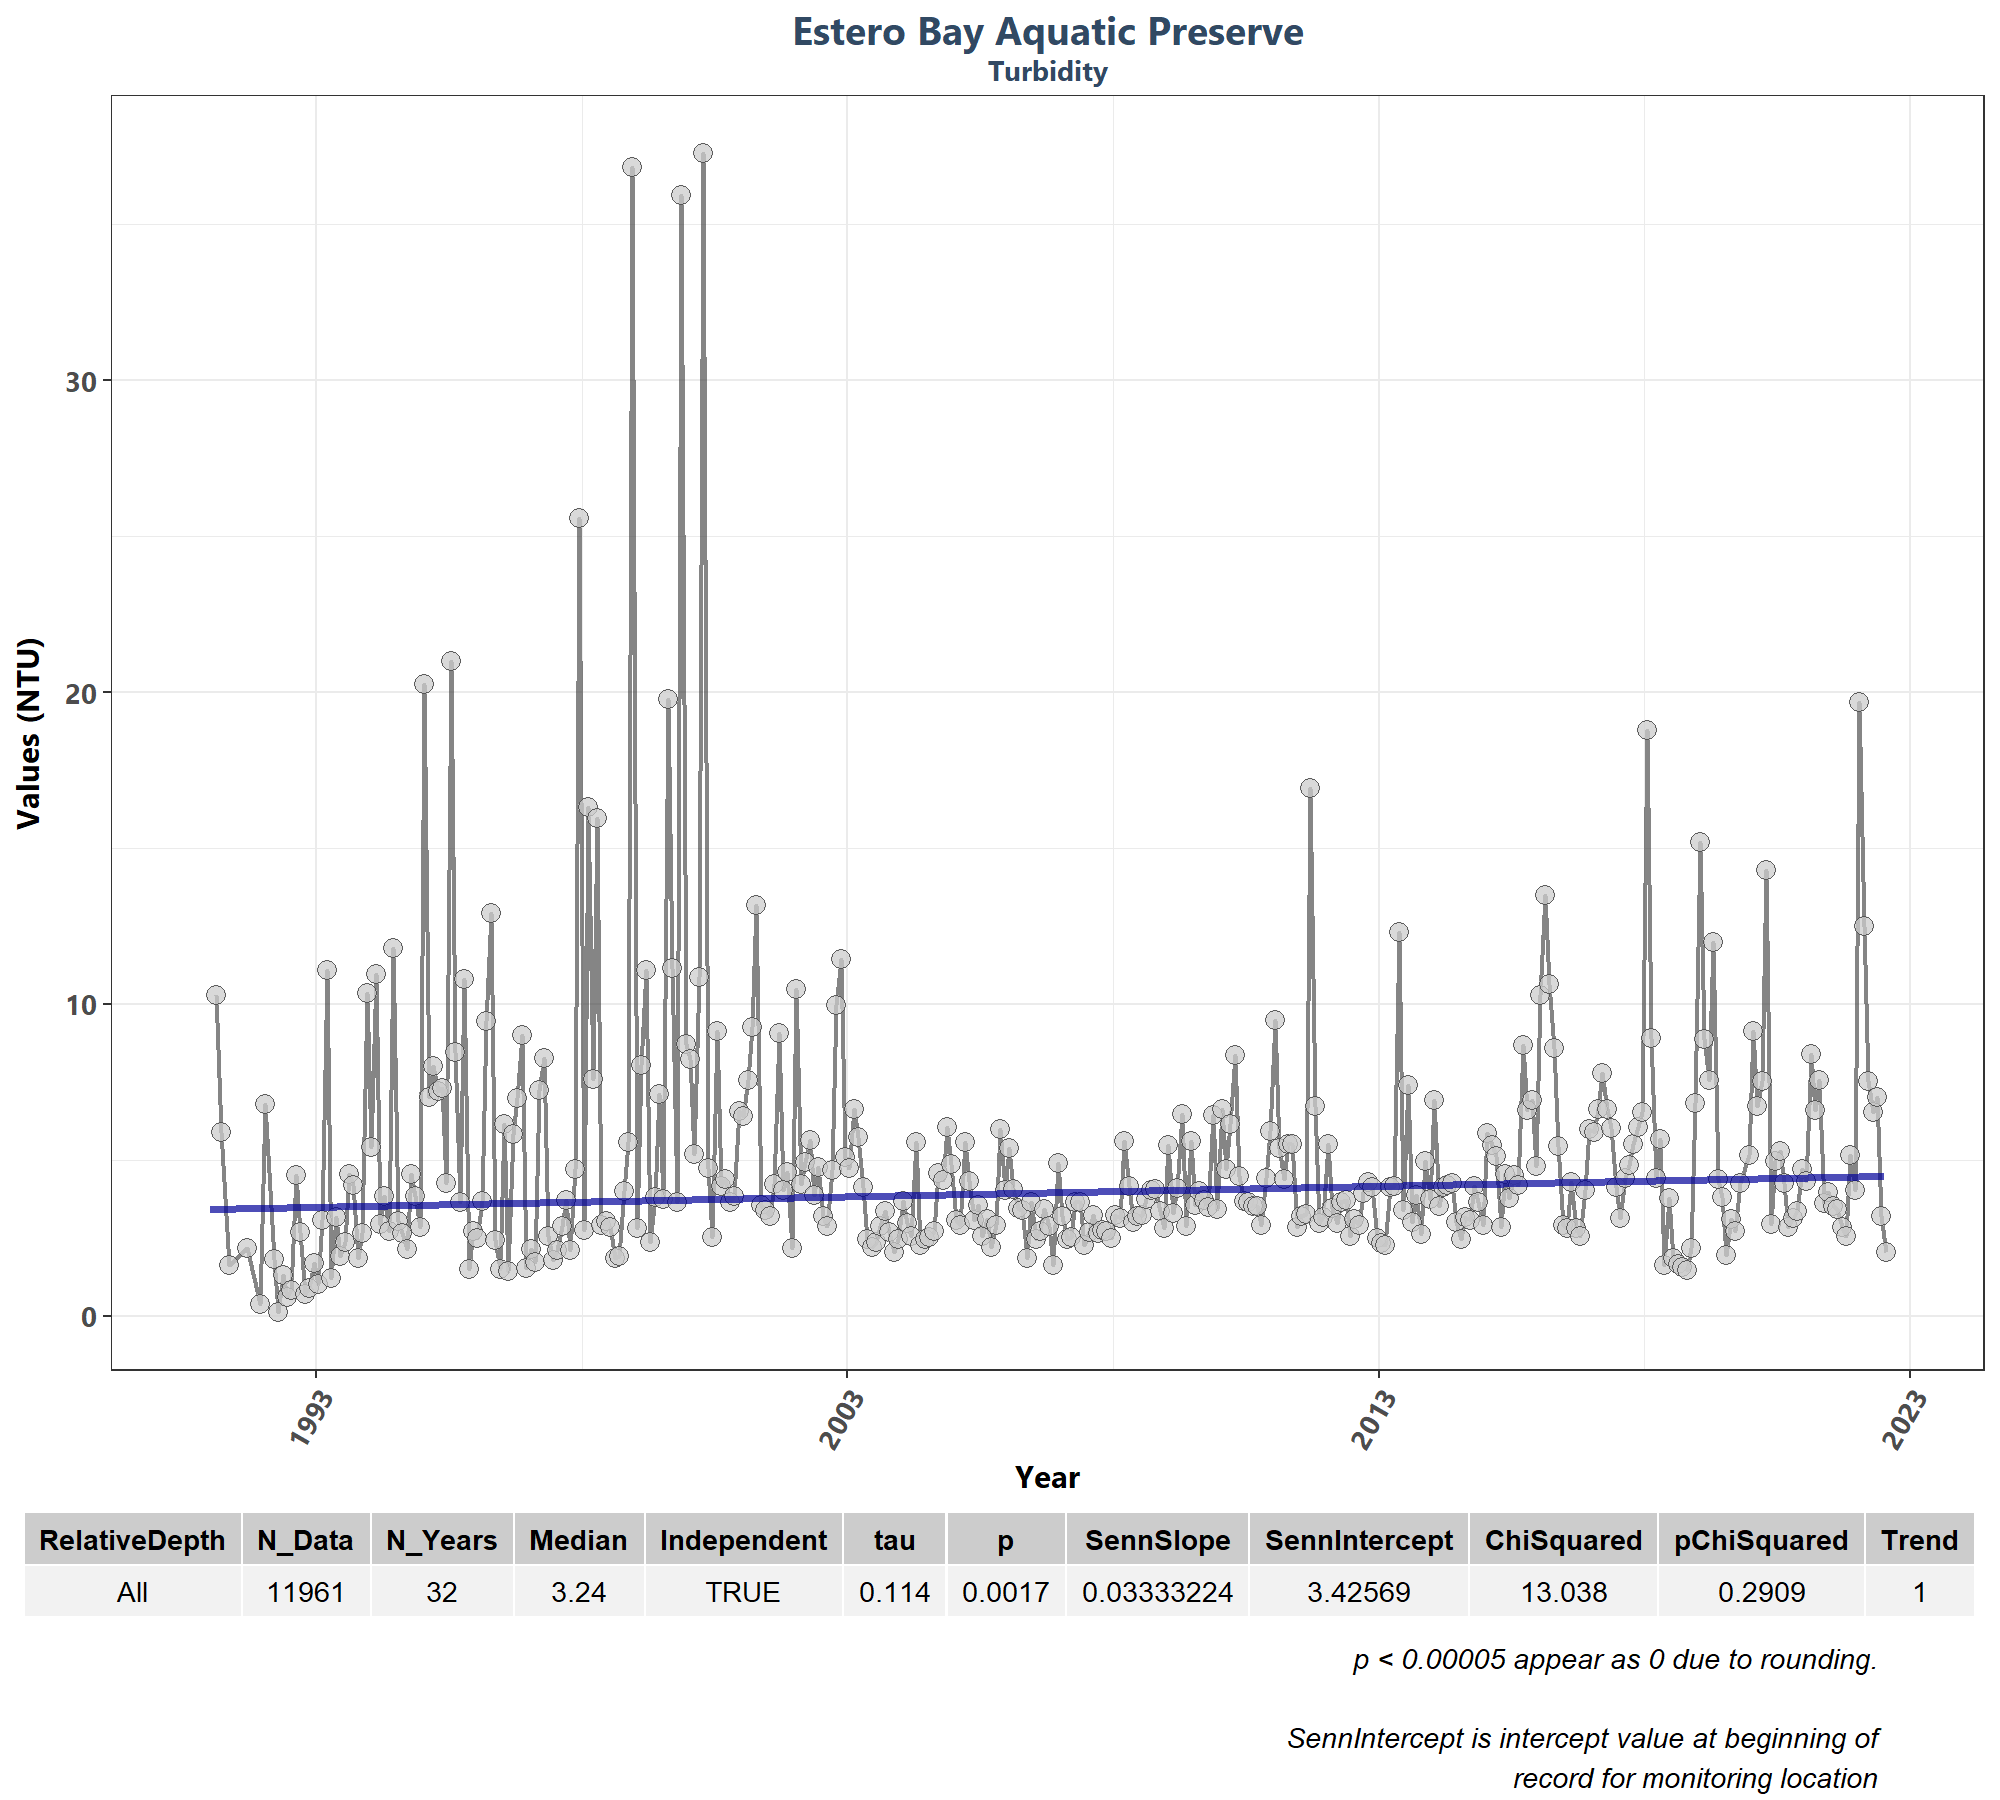 Estero Bay Aquatic Preserve
Turbidity
Values (NTU)
30
20
10
0
1993
2003
2013
2023
Year
RelativeDepth N_Data N_Years Median Independent tau p SennSlope SennIntercept ChiSquared pChiSquared Trend
All 11961 32 3.24 TRUE 0.114 0.0017 0.03333224 3.42569 13.038 0.2909 1
p < 0.00005 appear as 0 due to rounding.
SennIntercept is intercept value at beginning of
record for monitoring location